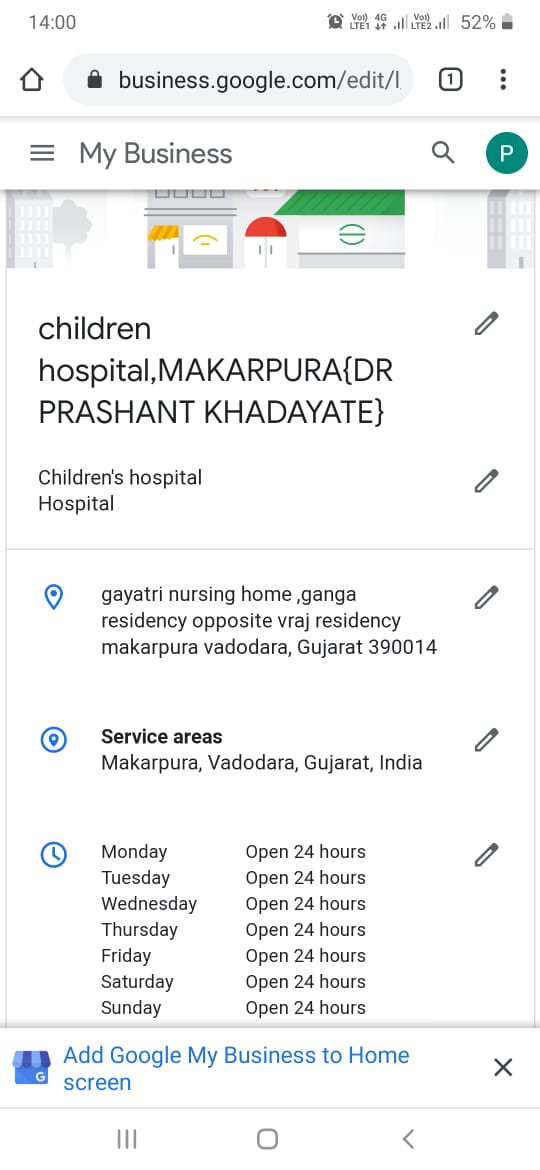 14:00
Vo)) 4G Vo))
LTE1 LTE2 52%
1
business.google.com/edit/l
My Business
P
children
hospital,MAKARPURA{DR
PRASHANT KHADAYATE}
Children's hospital
Hospital
gayatri nursing home ,ganga
residency opposite vraj residency
makarpura vadodara, Gujarat 390014
Service areas
Makarpura, Vadodara, Gujarat, India
Monday Open 24 hours
Tuesday Open 24 hours
Wednesday Open 24 hours
Thursday Open 24 hours
Friday Open 24 hours
Saturday Open 24 hours
Sunday Open 24 hours
G
Add Google My Business to Home
screen